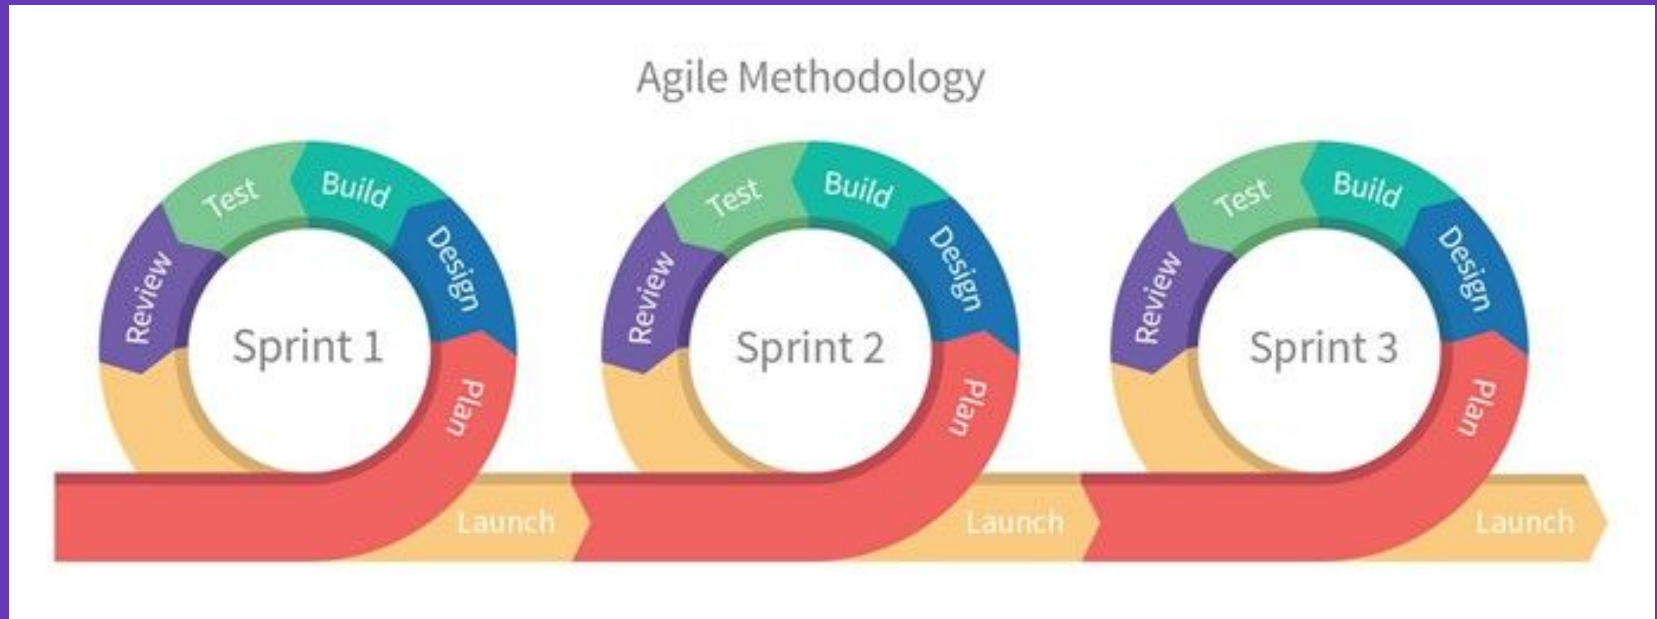 Agile Methodology
Test
Build
Design
Review
Sprint 1
Plan
Launch
Test
Build
Design
Review
Sprint 2
Plan
Launch
Test
Build
Design
Review
Sprint 3
Plan
Launch